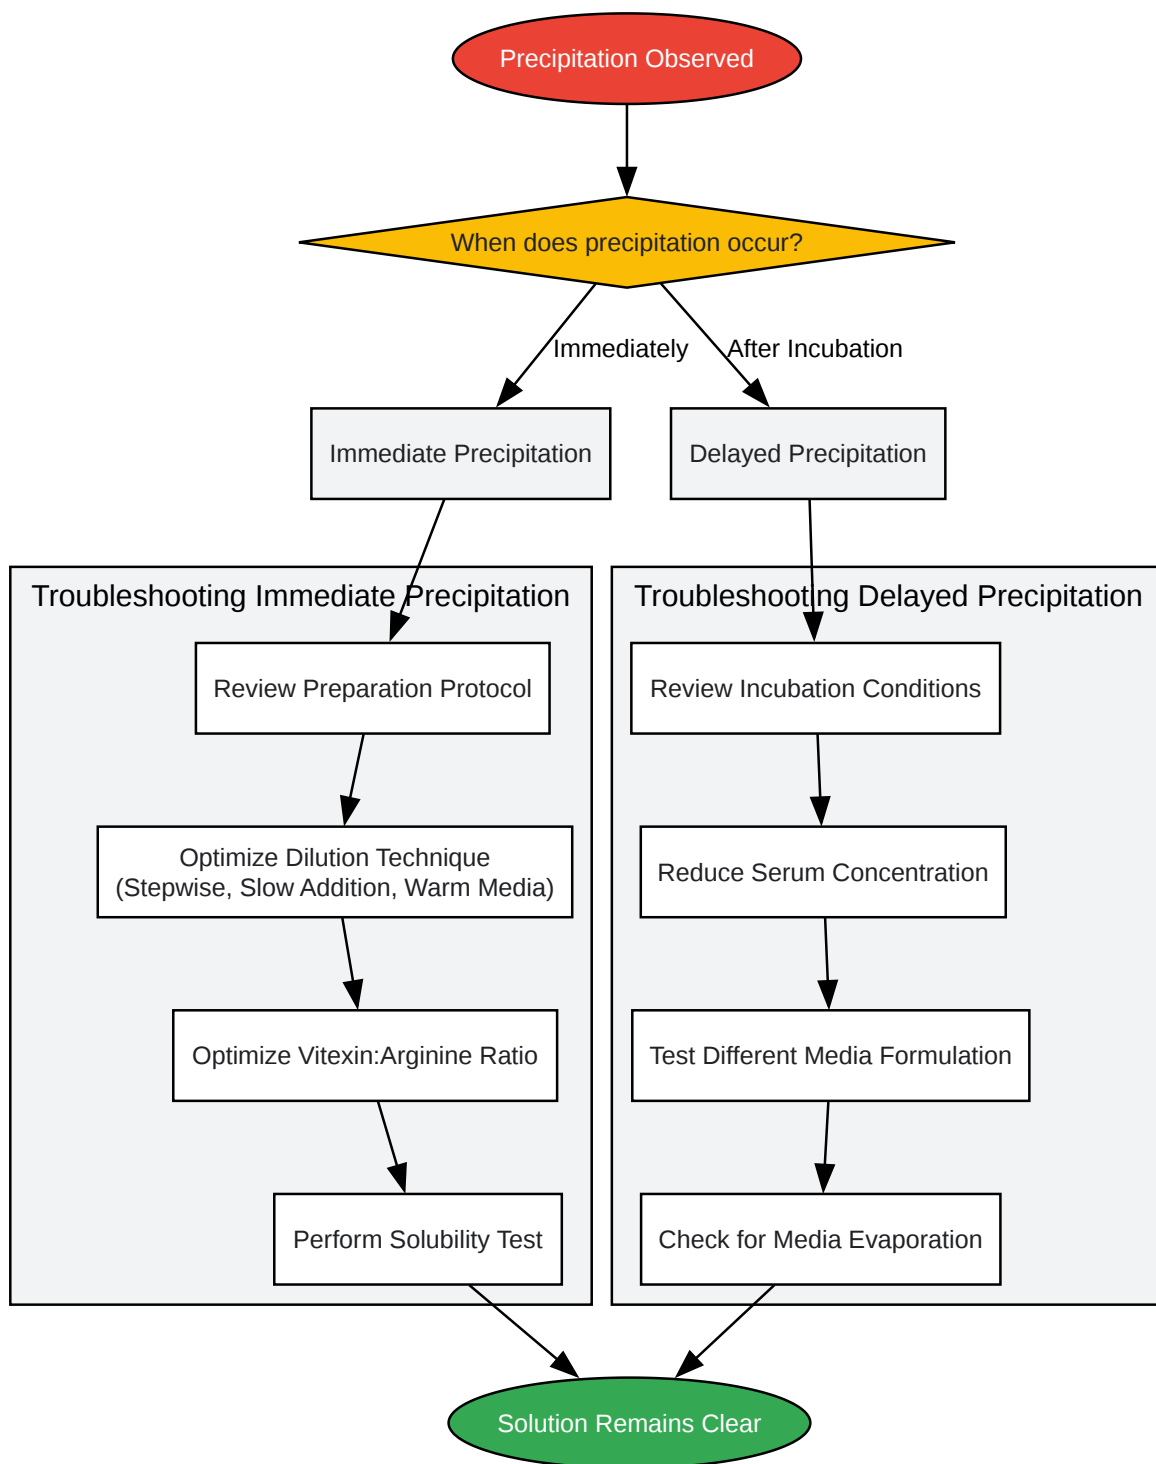 Precipitation Observed
When does precipitation occur?
Immediately
After Incubation
Immediate Precipitation
Delayed Precipitation
Troubleshooting Immediate Precipitation
Review Preparation Protocol
Optimize Dilution Technique
(Stepwise, Slow Addition, Warm Media)
Optimize Vitexin:Arginine Ratio
Perform Solubility Test
Troubleshooting Delayed Precipitation
Review Incubation Conditions
Reduce Serum Concentration
Test Different Media Formulation
Check for Media Evaporation
Solution Remains Clear